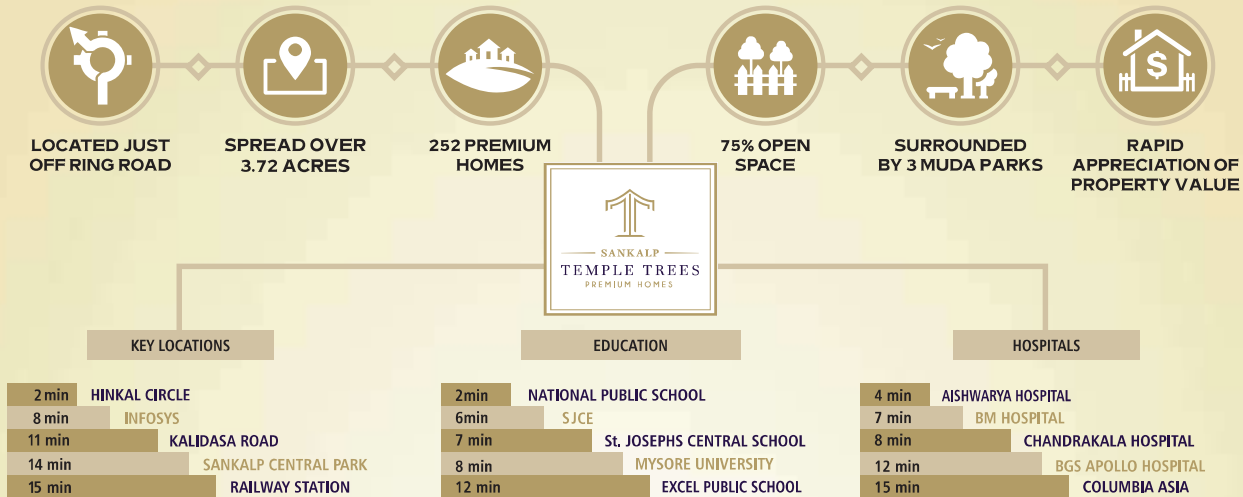 LOCATED JUST
OFF RING ROAD
SPREAD OVER
3.72 ACRES
252 PREMIUM
HOMES
75% OPEN
SPACE
SURROUNDED
BY 3 MUDA PARKS
$
RAPID
APPRECIATION OF
PROPERTY VALUE
SANKALP
TEMPLE TREES
PREMIUM HOMES
KEY LOCATIONS
2 min HINKAL CIRCLE
8 min INFOSYS
11 min KALIDASA ROAD
14 min SANKALP CENTRAL PARK
15 min RAILWAY STATION
EDUCATION
2min NATIONAL PUBLIC SCHOOL
6min SJCE
7 min St. JOSEPHS CENTRAL SCHOOL
8 min MYSORE UNIVERSITY
12 min EXCEL PUBLIC SCHOOL
HOSPITALS
4 min AISHWARYA HOSPITAL
7 min BM HOSPITAL
8 min CHANDRAKALA HOSPITAL
12 min BGS APOLLO HOSPITAL
15 min COLUMBIA ASIA